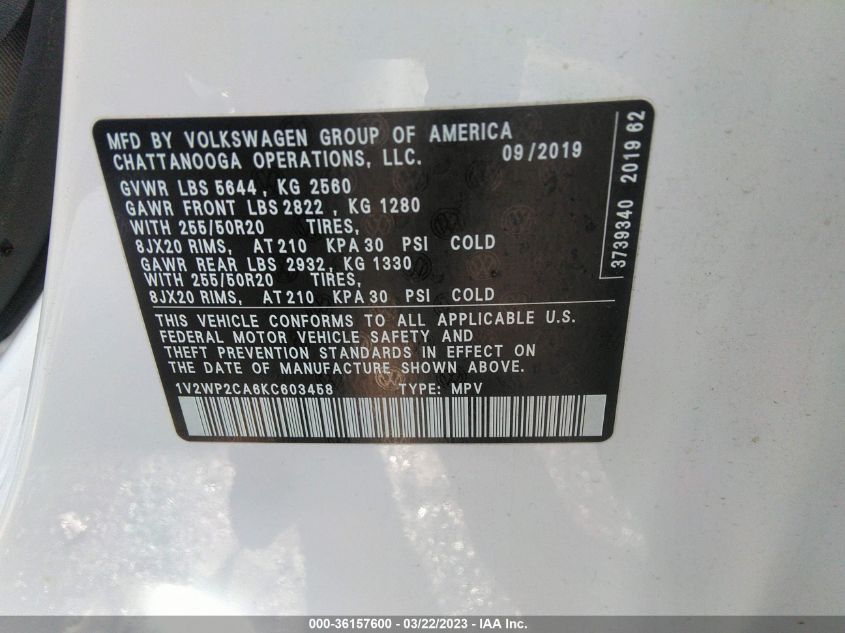 MFD BY VOLKSWAGEN GROUP OF AMERICA
CHATTANOOGA OPERATIONS, LLC. 09/2019
GVWR LBS 5644, KG 2560
GAWR FRONT LBS 2822, KG 1280
WITH 255/50R20 TIRES,
8JX20 RIMS, AT 210 KPA 30 PSI COLD
GAWR REAR LBS 2932, KG 1330
WITH 255/50R20 TIRES,
8JX20 RIMS, AT 210 KPA 30 PSI COLD
THIS VEHICLE CONFORMS TO ALL APPLICABLE U.S.
FEDERAL MOTOR VEHICLE SAFETY AND
THEFT PREVENTION STANDARDS IN EFFECT ON
THE DATE OF MANUFACTURE SHOWN ABOVE.
1V2WP2CA6KC603458 TYPE: MPV
3739340 2019 62
000-36157600 - 03/22/2023 - IAA Inc.